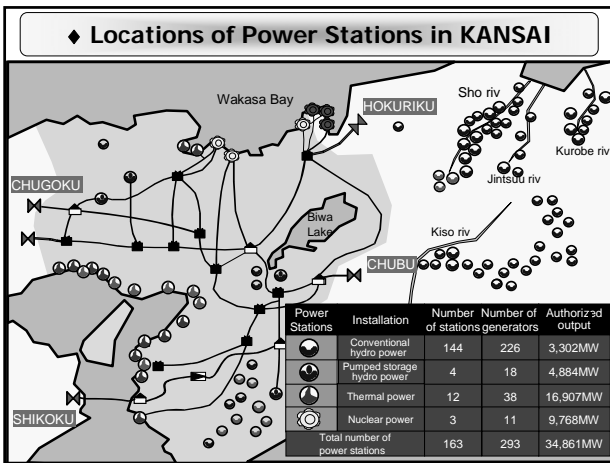 ♦ Locations of Power Stations in KANSAI
Wakasa Bay
HOKURIKU
Sho riv
Kurobe riv
Jintsuu riv
CHUGOKU
Biwa
Lake
Kiso riv
CHUBU
SHIKOKU
Power Stations Installation Number of stations Number of generators Authorized output
Conventional hydro power 144 226 3,302MW
Pumped storage hydro power 4 18 4,884MW
Thermal power 12 38 16,907MW
Nuclear power 3 11 9,768MW
Total number of power stations 163 293 34,861MW